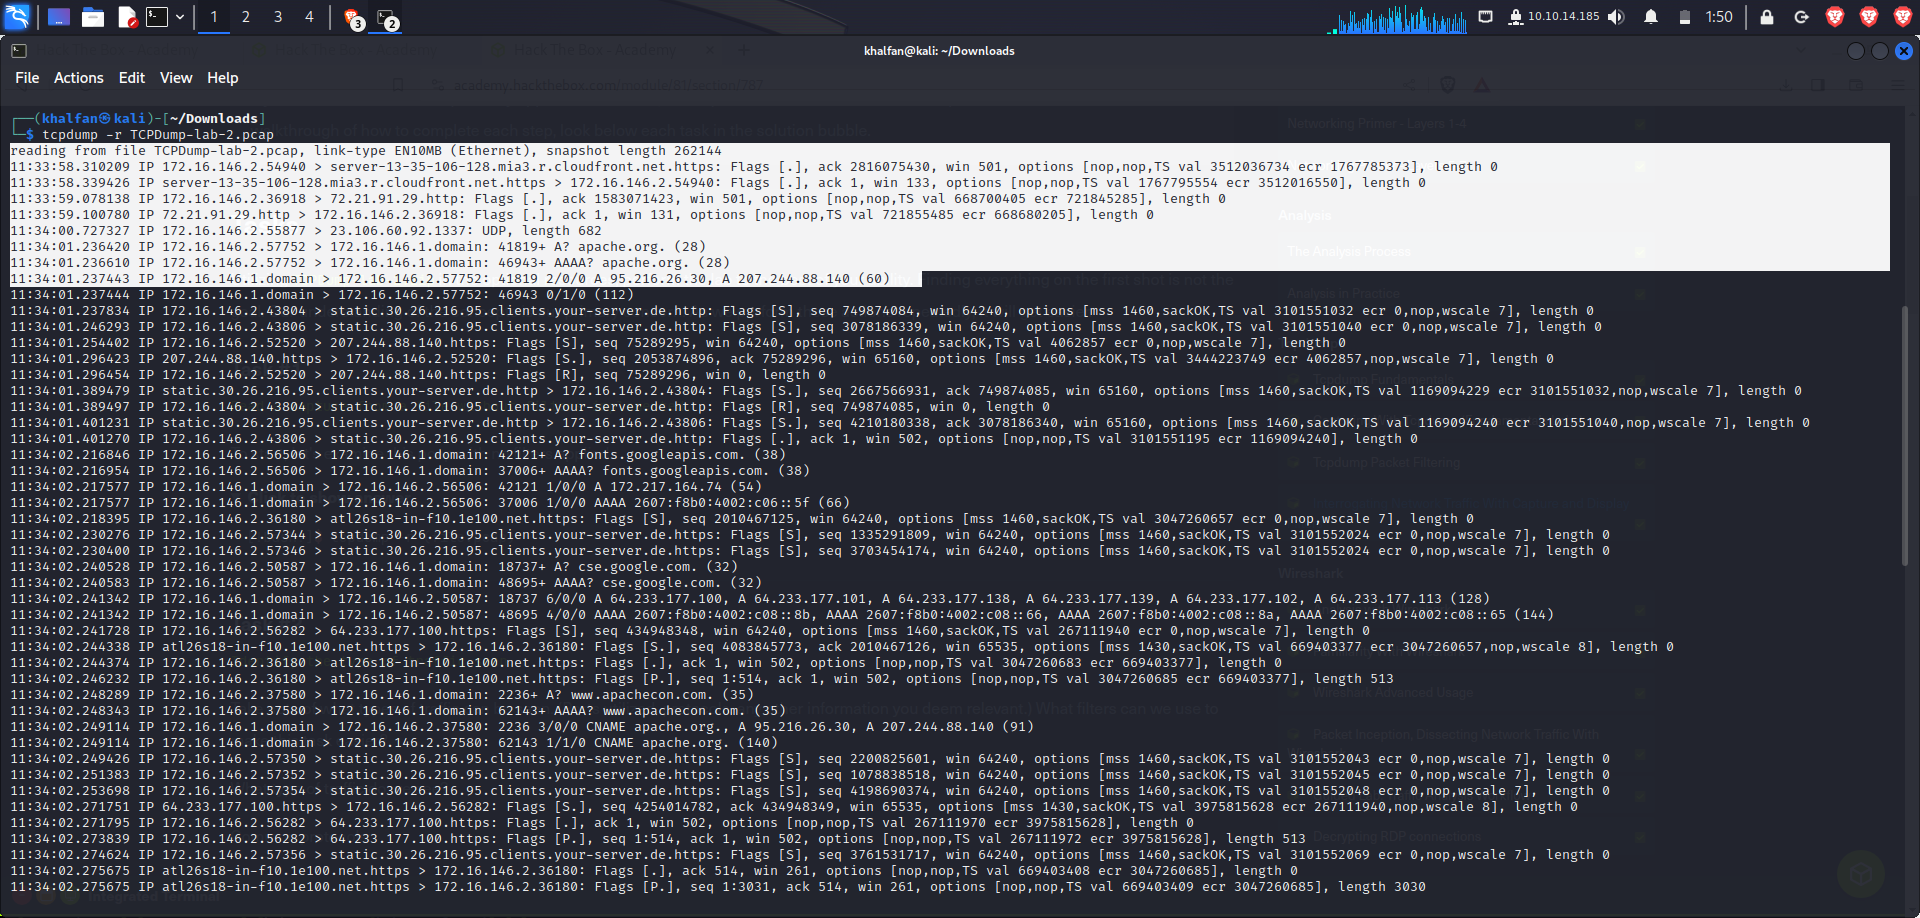 1 2 3 4 3 2 10.10.14.185 1:50
khalfan@kali: ~/Downloads
File Actions Edit View Help
┌──(khalfan㉿kali)-[~/Downloads]
└─$ tcpdump -r TCPDump-lab-2.pcap
reading from file TCPDump-lab-2.pcap, link-type EN10MB (Ethernet), snapshot length 262144
11:33:58.310209 IP 172.16.146.2.54940 > server-13-35-106-128.mia3.r.cloudfront.net.https: Flags [.], ack 2816075430, win 501, options [nop,nop,TS val 3512036734 ecr 1767785373], length 0
11:33:58.339426 IP server-13-35-106-128.mia3.r.cloudfront.net.https > 172.16.146.2.54940: Flags [.], ack 1, win 133, options [nop,nop,TS val 1767795554 ecr 3512016550], length 0
11:33:59.078138 IP 172.16.146.2.36918 > 72.21.91.29.http: Flags [.], ack 1583071423, win 501, options [nop,nop,TS val 668700405 ecr 721845285], length 0
11:33:59.100780 IP 72.21.91.29.http > 172.16.146.2.36918: Flags [.], ack 1, win 131, options [nop,nop,TS val 721855485 ecr 668680205], length 0
11:34:00.727327 IP 172.16.146.2.55877 > 23.106.60.92.1337: UDP, length 682
11:34:01.236420 IP 172.16.146.2.57752 > 172.16.146.1.domain: 41819+ A? apache.org. (28)
11:34:01.236610 IP 172.16.146.2.57752 > 172.16.146.1.domain: 46943+ AAAA? apache.org. (28)
11:34:01.237443 IP 172.16.146.1.domain > 172.16.146.2.57752: 41819 2/0/0 A 95.216.26.30, A 207.244.88.140 (60)
11:34:01.237444 IP 172.16.146.1.domain > 172.16.146.2.57752: 46943 0/1/0 (112)
11:34:01.237834 IP 172.16.146.2.43804 > static.30.26.216.95.clients.your-server.de.http: Flags [S], seq 749874084, win 64240, options [mss 1460,sackOK,TS val 3101551032 ecr 0,nop,wscale 7], length 0
11:34:01.246293 IP 172.16.146.2.43806 > static.30.26.216.95.clients.your-server.de.http: Flags [S], seq 3078186339, win 64240, options [mss 1460,sackOK,TS val 3101551040 ecr 0,nop,wscale 7], length 0
11:34:01.254402 IP 172.16.146.2.52520 > 207.244.88.140.https: Flags [S], seq 75289295, win 64240, options [mss 1460,sackOK,TS val 4062857 ecr 0,nop,wscale 7], length 0
11:34:01.296423 IP 207.244.88.140.https > 172.16.146.2.52520: Flags [S.], seq 2053874896, ack 75289296, win 65160, options [mss 1460,sackOK,TS val 3444223749 ecr 4062857,nop,wscale 7], length 0
11:34:01.296454 IP 172.16.146.2.52520 > 207.244.88.140.https: Flags [R], seq 75289296, win 0, length 0
11:34:01.389479 IP static.30.26.216.95.clients.your-server.de.http > 172.16.146.2.43804: Flags [S.], seq 2667566931, ack 749874085, win 65160, options [mss 1460,sackOK,TS val 1169094229 ecr 3101551032,nop,wscale 7], length 0
11:34:01.389497 IP 172.16.146.2.43804 > static.30.26.216.95.clients.your-server.de.http: Flags [R], seq 749874085, win 0, length 0
11:34:01.401231 IP static.30.26.216.95.clients.your-server.de.http > 172.16.146.2.43806: Flags [S.], seq 4210180338, ack 3078186340, win 65160, options [mss 1460,sackOK,TS val 1169094240 ecr 3101551040,nop,wscale 7], length 0
11:34:01.401270 IP 172.16.146.2.43806 > static.30.26.216.95.clients.your-server.de.http: Flags [.], ack 1, win 502, options [nop,nop,TS val 3101551195 ecr 1169094240], length 0
11:34:02.216846 IP 172.16.146.2.56506 > 172.16.146.1.domain: 42121+ A? fonts.googleapis.com. (38)
11:34:02.216954 IP 172.16.146.2.56506 > 172.16.146.1.domain: 37006+ AAAA? fonts.googleapis.com. (38)
11:34:02.217577 IP 172.16.146.1.domain > 172.16.146.2.56506: 42121 1/0/0 A 172.217.164.74 (54)
11:34:02.217577 IP 172.16.146.1.domain > 172.16.146.2.56506: 37006 1/0/0 AAAA 2607:f8b0:4002:c06::5f (66)
11:34:02.218395 IP 172.16.146.2.36180 > atl26s18-in-f10.1e100.net.https: Flags [S], seq 2010467125, win 64240, options [mss 1460,sackOK,TS val 3047260657 ecr 0,nop,wscale 7], length 0
11:34:02.230276 IP 172.16.146.2.57344 > static.30.26.216.95.clients.your-server.de.https: Flags [S], seq 1335291809, win 64240, options [mss 1460,sackOK,TS val 3101552024 ecr 0,nop,wscale 7], length 0
11:34:02.230400 IP 172.16.146.2.57346 > static.30.26.216.95.clients.your-server.de.https: Flags [S], seq 3703454174, win 64240, options [mss 1460,sackOK,TS val 3101552024 ecr 0,nop,wscale 7], length 0
11:34:02.240528 IP 172.16.146.2.50587 > 172.16.146.1.domain: 18737+ A? cse.google.com. (32)
11:34:02.240583 IP 172.16.146.2.50587 > 172.16.146.1.domain: 48695+ AAAA? cse.google.com. (32)
11:34:02.241342 IP 172.16.146.1.domain > 172.16.146.2.50587: 18737 6/0/0 A 64.233.177.100, A 64.233.177.101, A 64.233.177.138, A 64.233.177.139, A 64.233.177.102, A 64.233.177.113 (128)
11:34:02.241342 IP 172.16.146.1.domain > 172.16.146.2.50587: 48695 4/0/0 AAAA 2607:f8b0:4002:c08::8b, AAAA 2607:f8b0:4002:c08::66, AAAA 2607:f8b0:4002:c08::8a, AAAA 2607:f8b0:4002:c08::65 (144)
11:34:02.241728 IP 172.16.146.2.56282 > 64.233.177.100.https: Flags [S], seq 434948348, win 64240, options [mss 1460,sackOK,TS val 267111940 ecr 0,nop,wscale 7], length 0
11:34:02.244338 IP atl26s18-in-f10.1e100.net.https > 172.16.146.2.36180: Flags [S.], seq 4083845773, ack 2010467126, win 65535, options [mss 1430,sackOK,TS val 669403377 ecr 3047260657,nop,wscale 8], length 0
11:34:02.244374 IP 172.16.146.2.36180 > atl26s18-in-f10.1e100.net.https: Flags [.], ack 1, win 502, options [nop,nop,TS val 3047260683 ecr 669403377], length 0
11:34:02.246232 IP 172.16.146.2.36180 > atl26s18-in-f10.1e100.net.https: Flags [P.], seq 1:514, ack 1, win 502, options [nop,nop,TS val 3047260685 ecr 669403377], length 513
11:34:02.248289 IP 172.16.146.2.37580 > 172.16.146.1.domain: 2236+ A? www.apachecon.com. (35)
11:34:02.248343 IP 172.16.146.2.37580 > 172.16.146.1.domain: 62143+ AAAA? www.apachecon.com. (35)
11:34:02.249114 IP 172.16.146.1.domain > 172.16.146.2.37580: 2236 3/0/0 CNAME apache.org., A 95.216.26.30, A 207.244.88.140 (91)
11:34:02.249114 IP 172.16.146.1.domain > 172.16.146.2.37580: 62143 1/1/0 CNAME apache.org. (140)
11:34:02.249426 IP 172.16.146.2.57350 > static.30.26.216.95.clients.your-server.de.https: Flags [S], seq 2200825601, win 64240, options [mss 1460,sackOK,TS val 3101552043 ecr 0,nop,wscale 7], length 0
11:34:02.251383 IP 172.16.146.2.57352 > static.30.26.216.95.clients.your-server.de.https: Flags [S], seq 1078838518, win 64240, options [mss 1460,sackOK,TS val 3101552045 ecr 0,nop,wscale 7], length 0
11:34:02.253698 IP 172.16.146.2.57354 > static.30.26.216.95.clients.your-server.de.https: Flags [S], seq 4198690374, win 64240, options [mss 1460,sackOK,TS val 3101552048 ecr 0,nop,wscale 7], length 0
11:34:02.271751 IP 64.233.177.100.https > 172.16.146.2.56282: Flags [S.], seq 4254014782, ack 434948349, win 65535, options [mss 1430,sackOK,TS val 3975815628 ecr 267111940,nop,wscale 8], length 0
11:34:02.271795 IP 172.16.146.2.56282 > 64.233.177.100.https: Flags [.], ack 1, win 502, options [nop,nop,TS val 267111970 ecr 3975815628], length 0
11:34:02.273839 IP 172.16.146.2.56282 > 64.233.177.100.https: Flags [P.], seq 1:514, ack 1, win 502, options [nop,nop,TS val 267111972 ecr 3975815628], length 513
11:34:02.274624 IP 172.16.146.2.57356 > static.30.26.216.95.clients.your-server.de.https: Flags [S], seq 3761531717, win 64240, options [mss 1460,sackOK,TS val 3101552069 ecr 0,nop,wscale 7], length 0
11:34:02.275675 IP atl26s18-in-f10.1e100.net.https > 172.16.146.2.36180: Flags [.], ack 514, win 261, options [nop,nop,TS val 669403408 ecr 3047260685], length 0
11:34:02.275675 IP atl26s18-in-f10.1e100.net.https > 172.16.146.2.36180: Flags [P.], seq 1:3031, ack 514, win 261, options [nop,nop,TS val 669403409 ecr 3047260685], length 3030